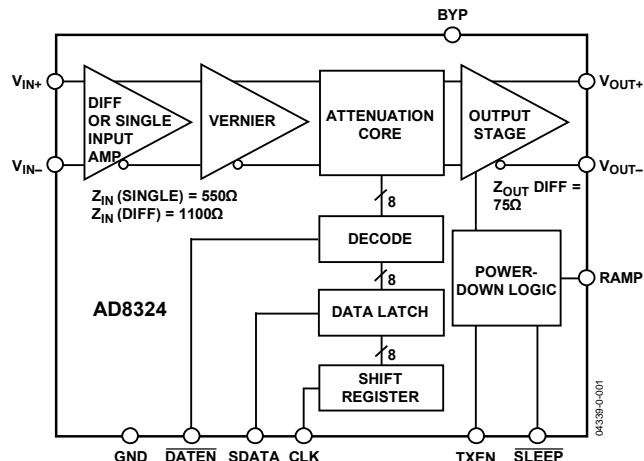 BYP
VIN+
VOUT+
DIFF
OR SINGLE
INPUT
AMP
VERNIER
ATTENUATION
CORE
OUTPUT
STAGE
VIN–
VOUT–
ZIN (SINGLE) = 550Ω
ZIN (DIFF) = 1100Ω
ZOUT DIFF =
75Ω
8
DECODE
8
POWER-
DOWN LOGIC
RAMP
AD8324
DATA LATCH
8
SHIFT
REGISTER
04339-0-001
GND
DATEN
SDATA
CLK
TXEN
SLEEP